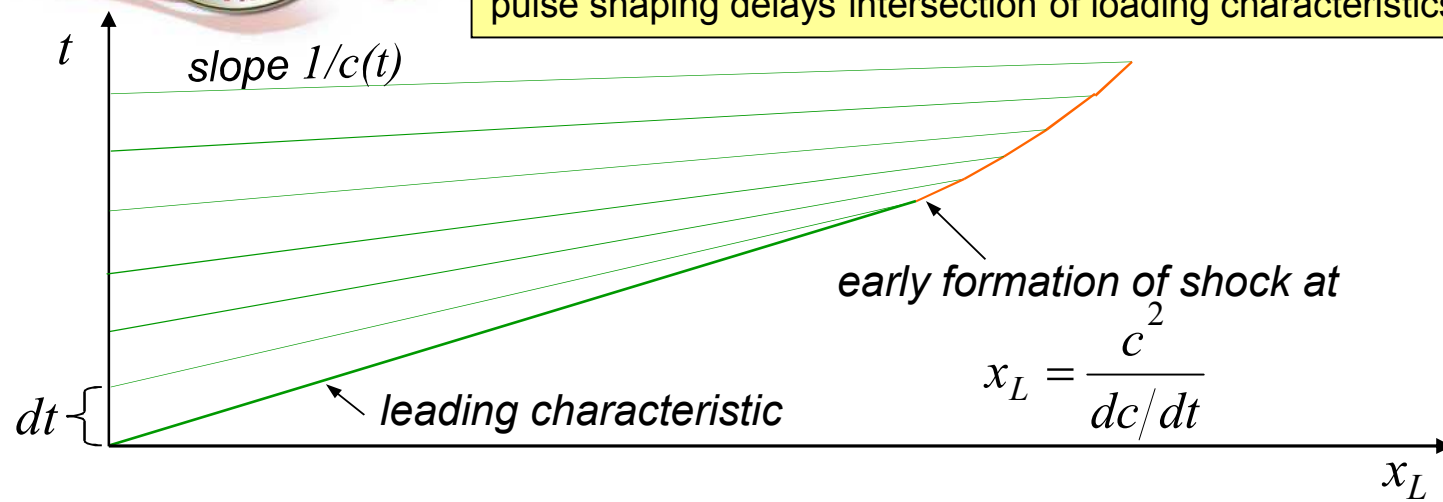 pulse shaping delays intersection of loading characteristics
t
slope 1/c(t)
early formation of shock at
x_L = c^2 / dc/dt
leading characteristic
dt
x_L